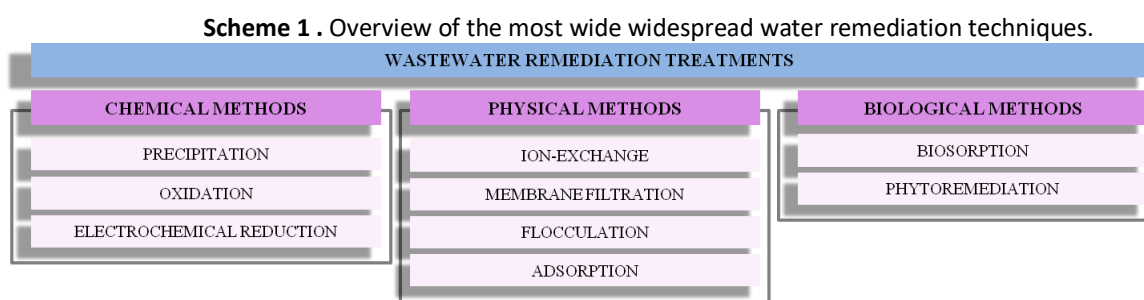 Scheme 1 . Overview of the most wide widespread water remediation techniques.
WASTEWATER REMEDIATION TREATMENTS
CHEMICAL METHODS
PRECIPITATION
OXIDATION
ELECTROCHEMICAL REDUCTION
PHYSICAL METHODS
ION-EXCHANGE
MEMBRANE FILTRATION
FLOCCULATION
ADSORPTION
BIOLOGICAL METHODS
BIOSORPTION
PHYTOREMEDIATION